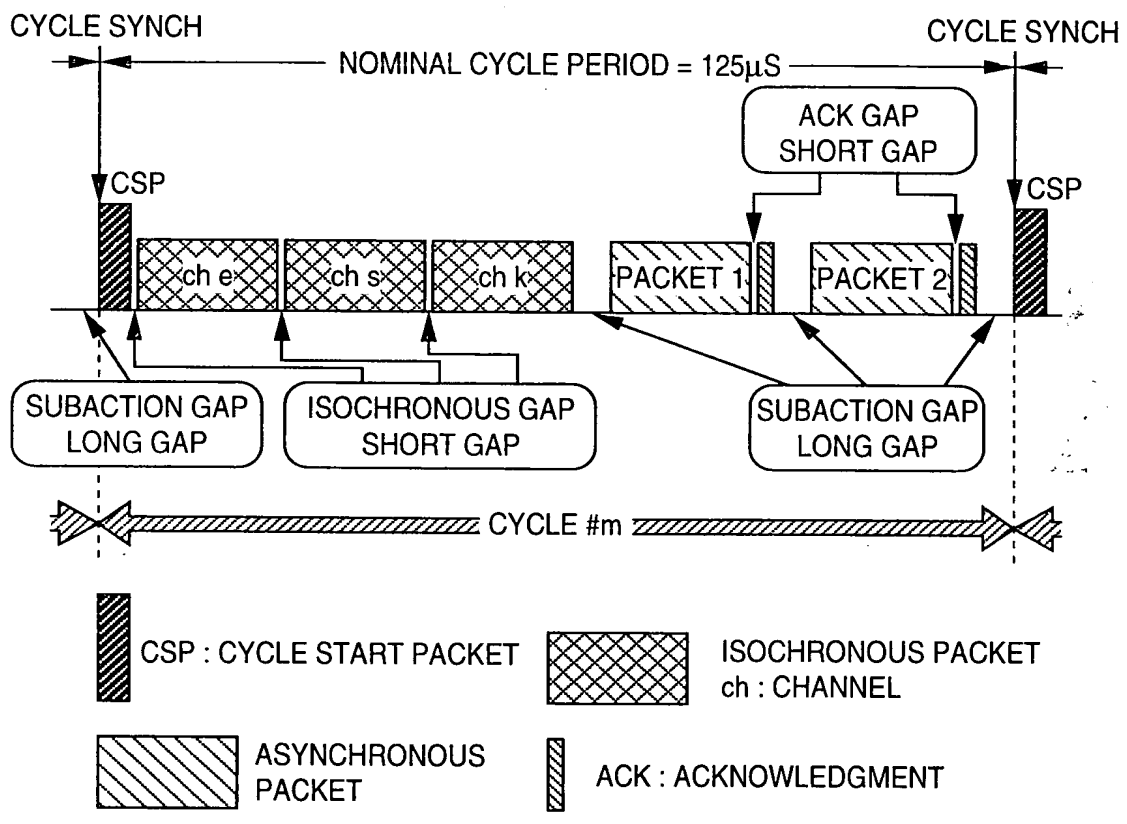 CYCLE SYNCH
CYCLE SYNCH
NOMINAL CYCLE PERIOD = 125µS
ACK GAP
SHORT GAP
CSP
CSP
ch e
ch s
ch k
PACKET 1
PACKET 2
SUBACTION GAP
LONG GAP
ISOCHRONOUS GAP
SHORT GAP
SUBACTION GAP
LONG GAP
CYCLE #m
CSP : CYCLE START PACKET
ISOCHRONOUS PACKET
ch : CHANNEL
ASYNCHRONOUS
PACKET
ACK : ACKNOWLEDGMENT